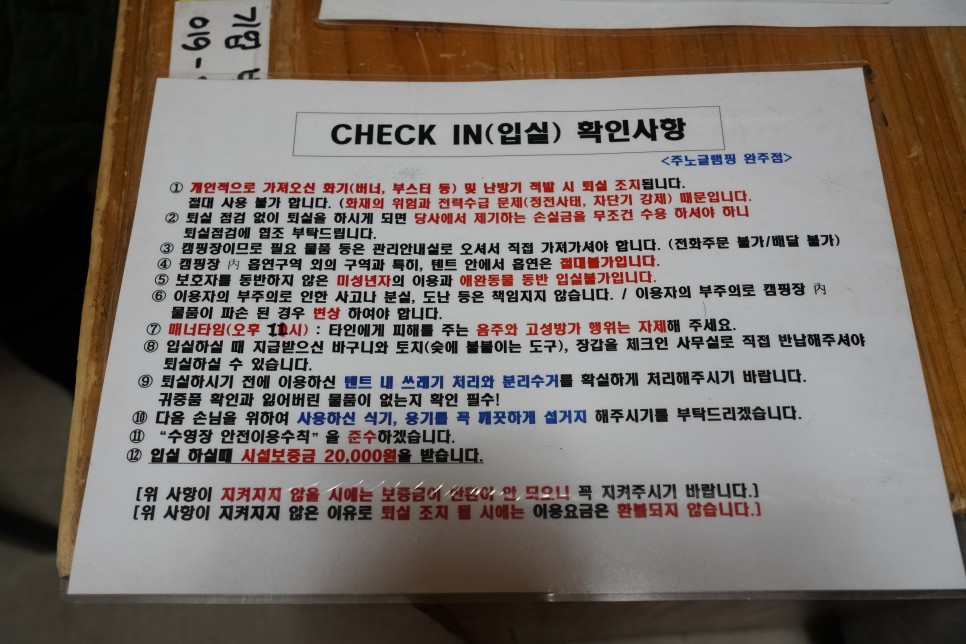 기업
010 -
CHECK IN(입실) 확인사항
<주노글램핑 완주점>
① 개인적으로 가져오신 화기(버너, 부스터 등) 및 난방기 적발 시 퇴실 조치됩니다.
절대 사용 불가 합니다. (화재의 위험과 전력수급 문제(정전사태, 차단기 강제) 때문입니다.
② 퇴실 점검 없이 퇴실을 하시게 되면 당사에서 제기하는 손실금을 무조건 수용 하셔야 하니
퇴실점검에 협조 부탁드립니다.
③ 캠핑장이므로 필요 물품 등은 관리안내실로 오셔서 직접 가져가셔야 합니다. (전화주문 불가/배달 불가)
④ 캠핑장 內 흡연구역 외의 구역과 특히, 텐트 안에서 흡연은 절대불가입니다.
⑤ 보호자를 동반하지 않은 미성년자의 이용과 애완동물 동반 입실불가입니다.
⑥ 이용자의 부주의로 인한 사고나 분실, 도난 등은 책임지지 않습니다. / 이용자의 부주의로 캠핑장 內
물품이 파손 된 경우 변상 하여야 합니다.
⑦ 매너타임(오후 시) : 타인에게 피해를 주는 음주와 고성방가 행위는 자제해 주세요.
⑧ 입실하실 때 지급받으신 바구니와 토치(숯에 불붙이는 도구), 장갑을 체크인 사무실로 직접 반납해주셔야
퇴실하실 수 있습니다.
⑨ 퇴실하시기 전에 이용하신 텐트 내 쓰레기 처리와 분리수거를 확실하게 처리해주시기 바랍니다.
귀중품 확인과 잃어버린 물품이 없는지 확인 필수!
⑩ 다음 손님을 위하여 사용하신 식기, 용기를 꼭 깨끗하게 설거지 해주시기를 부탁드리겠습니다.
⑪ “수영장 안전이용수칙” 을 준수하겠습니다.
⑫ 입실 하실때 시설보증금 20,000원을 받습니다.
[위 사항이 지켜지지 않을 시에는 보증금이 반환이 안 되오니 꼭 지켜주시기 바랍니다.]
[위 사항이 지켜지지 않은 이유로 퇴실 조치 될 시에는 이용요금은 환불되지 않습니다.]